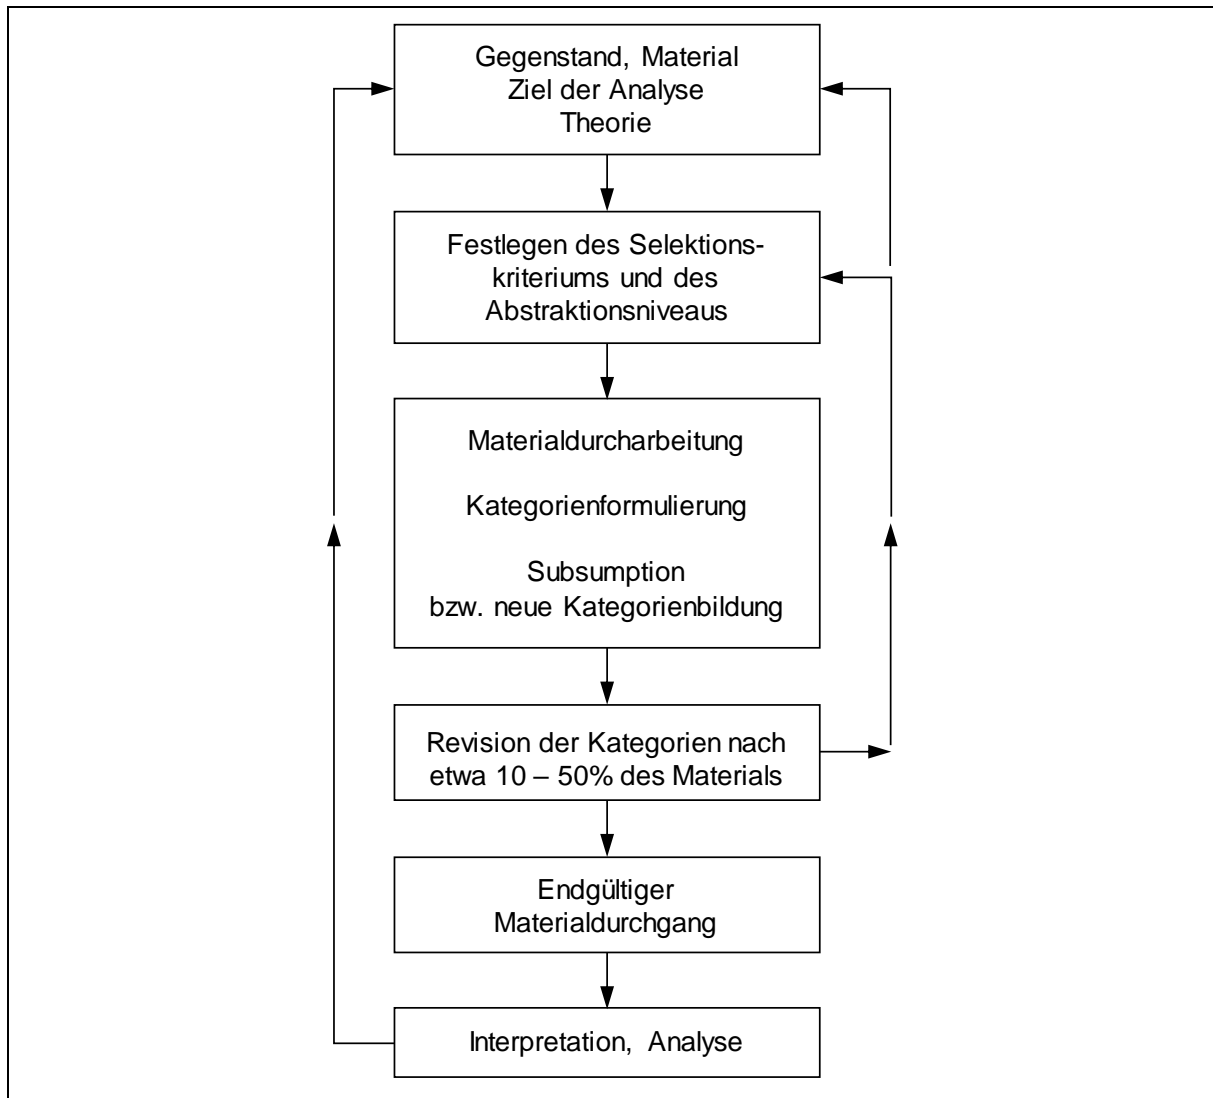 Gegenstand, Material
Ziel der Analyse
Theorie
Festlegen des Selektions-
kriteriums und des
Abstraktionsniveaus
Materialdurcharbeitung
Kategorienformulierung
Subsumption
bzw. neue Kategorienbildung
Revision der Kategorien nach
etwa 10 – 50% des Materials
Endgültiger
Materialdurchgang
Interpretation, Analyse